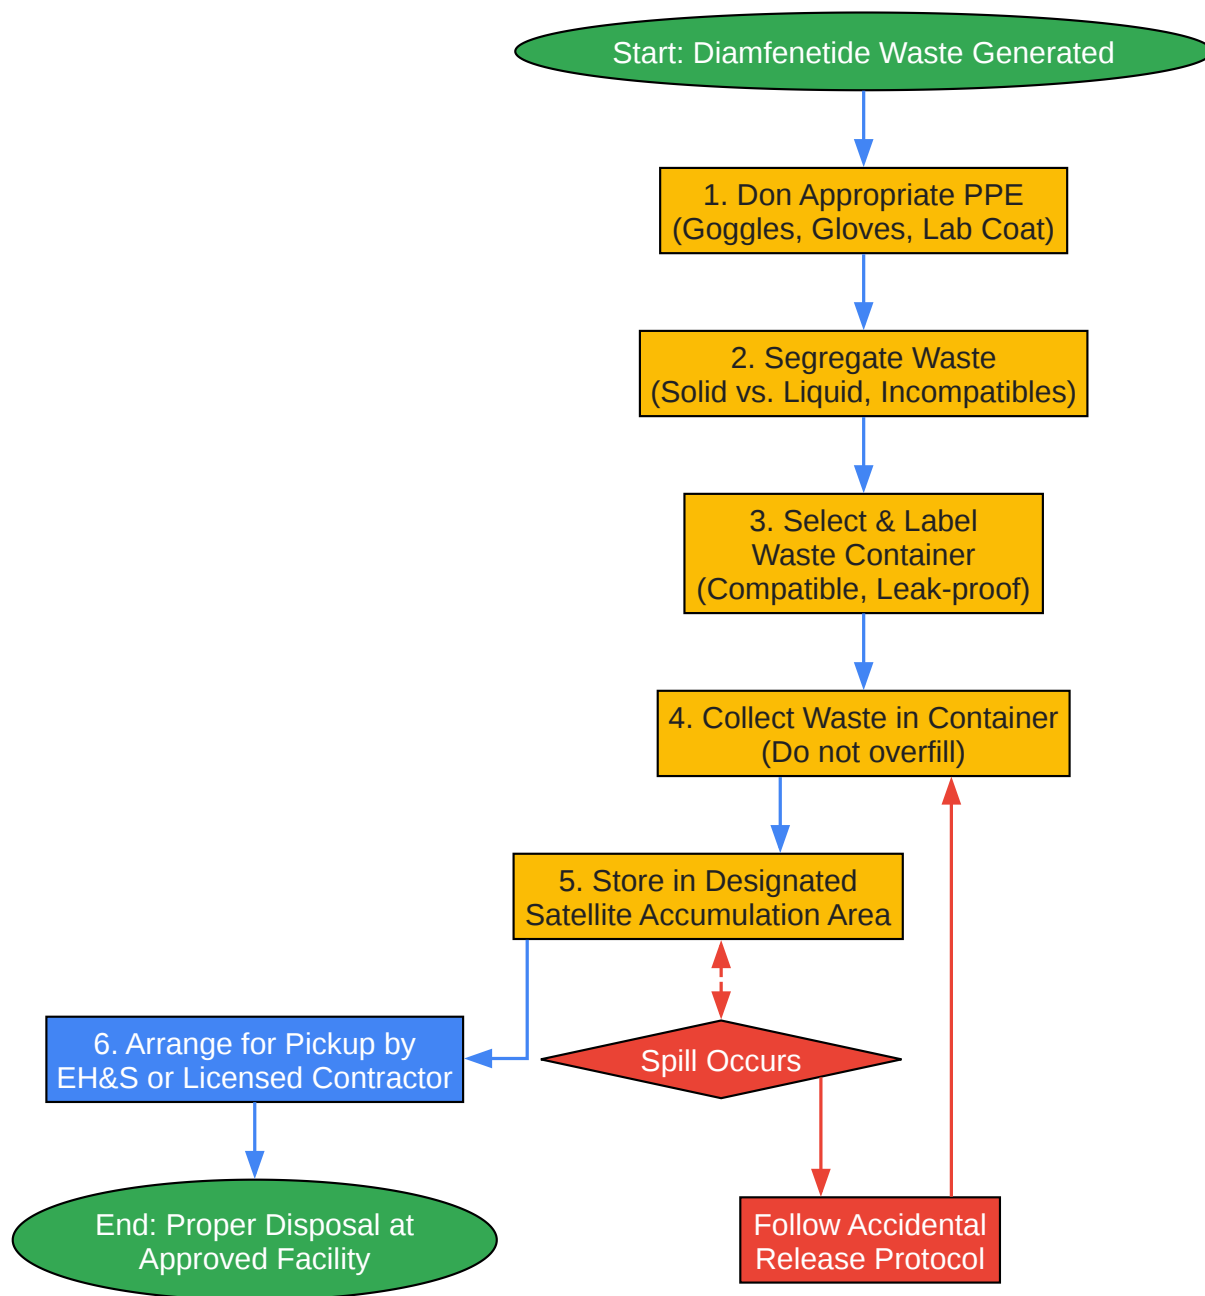 Start: Diamfenetide Waste Generated
1. Don Appropriate PPE
(Goggles, Gloves, Lab Coat)
2. Segregate Waste
(Solid vs. Liquid, Incompatibles)
3. Select & Label
Waste Container
(Compatible, Leak-proof)
4. Collect Waste in Container
(Do not overfill)
5. Store in Designated
Satellite Accumulation Area
6. Arrange for Pickup by
EH&S or Licensed Contractor
Spill Occurs
End: Proper Disposal at
Approved Facility
Follow Accidental
Release Protocol